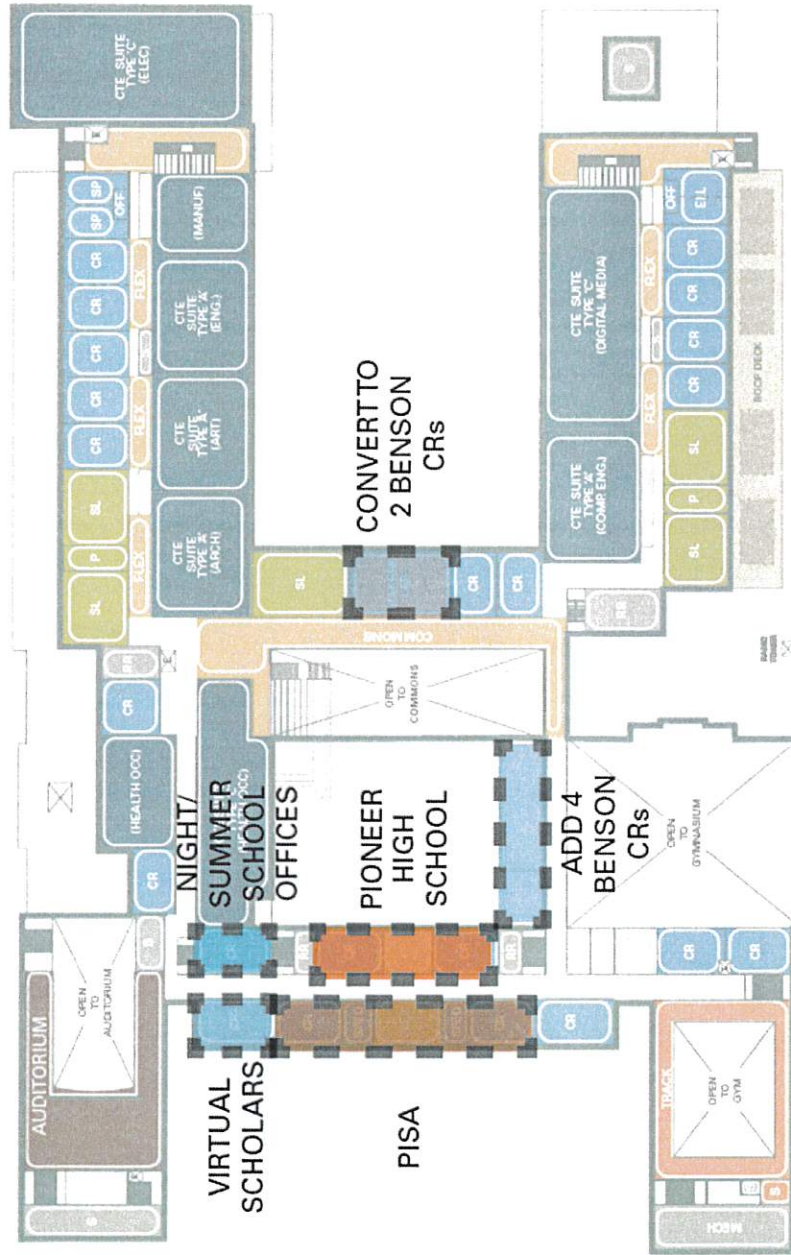 S
AUDITORIUM
OPEN
TO
AUDITORIUM
S
CR
(HEALTH OCC)
CR
SL
P
SL
CR
CR
CR
CR
CR
SP
SP
OFF
FLEX
FLEX
FLEX
CTE SUITE
TYPE 'C'
(ELEC)
CTE
SUITE
TYPE 'A'
(ARCH)
CTE
SUITE
TYPE 'A'
(ART)
CTE
SUITE
TYPE 'A'
(ENG.)
(MANUF)
VIRTUAL
SCHOLARS
NIGHT/
SUMMER
SCHOOL
OFFICES
PISA
PIONEER
HIGH
SCHOOL
COMMONS
OPEN
TO
COMMONS
SL
CR
CR
CONVERT TO
2 BENSON
CRs
CR
ADD 4
BENSON
CRs
CTE SUITE
TYPE 'A'
(COMP. ENG.)
CTE SUITE
TYPE 'C'
(DIGITAL MEDIA)
S
FLEX
FLEX
TRACK
OPEN
TO
GYM
MECH
S
CR
CR
OPEN
TO
GYMNASIUM
SL
P
SL
CR
CR
CR
CR
OFF
ROOF DECK
RADIO
TOWER